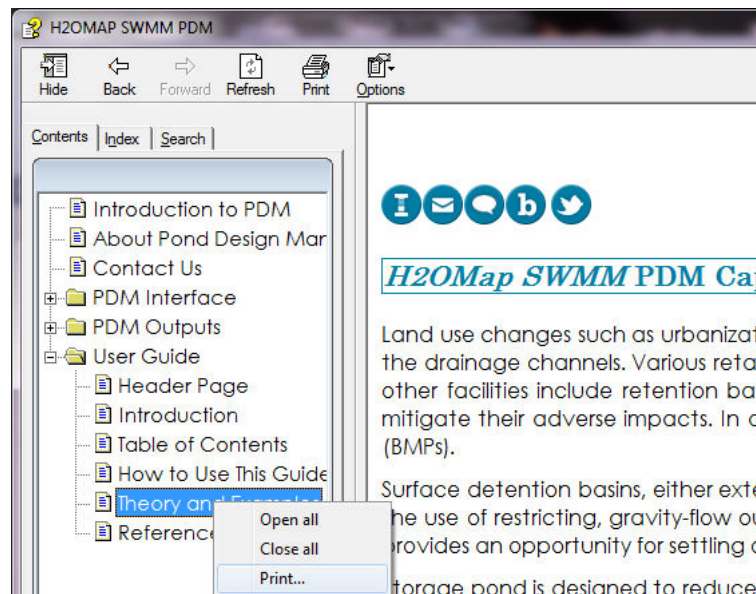 H2OMAP SWMM PDM
Hide Back Forward Refresh Print Options
Contents Index Search
Introduction to PDM
About Pond Design Man
Contact Us
PDM Interface
PDM Outputs
User Guide
Header Page
Introduction
Table of Contents
How to Use This Guide
Theory and Examples
Reference
Open all
Close all
Print...
H2OMap SWMM PDM Cap
Land use changes such as urbanizat
the drainage channels. Various reta
other facilities include retention ba
mitigate their adverse impacts. In
(BMPs).
Surface detention basins, either exte
the use of restricting, gravity-flow ou
provides an opportunity for settling
torage pond is designed to reduce